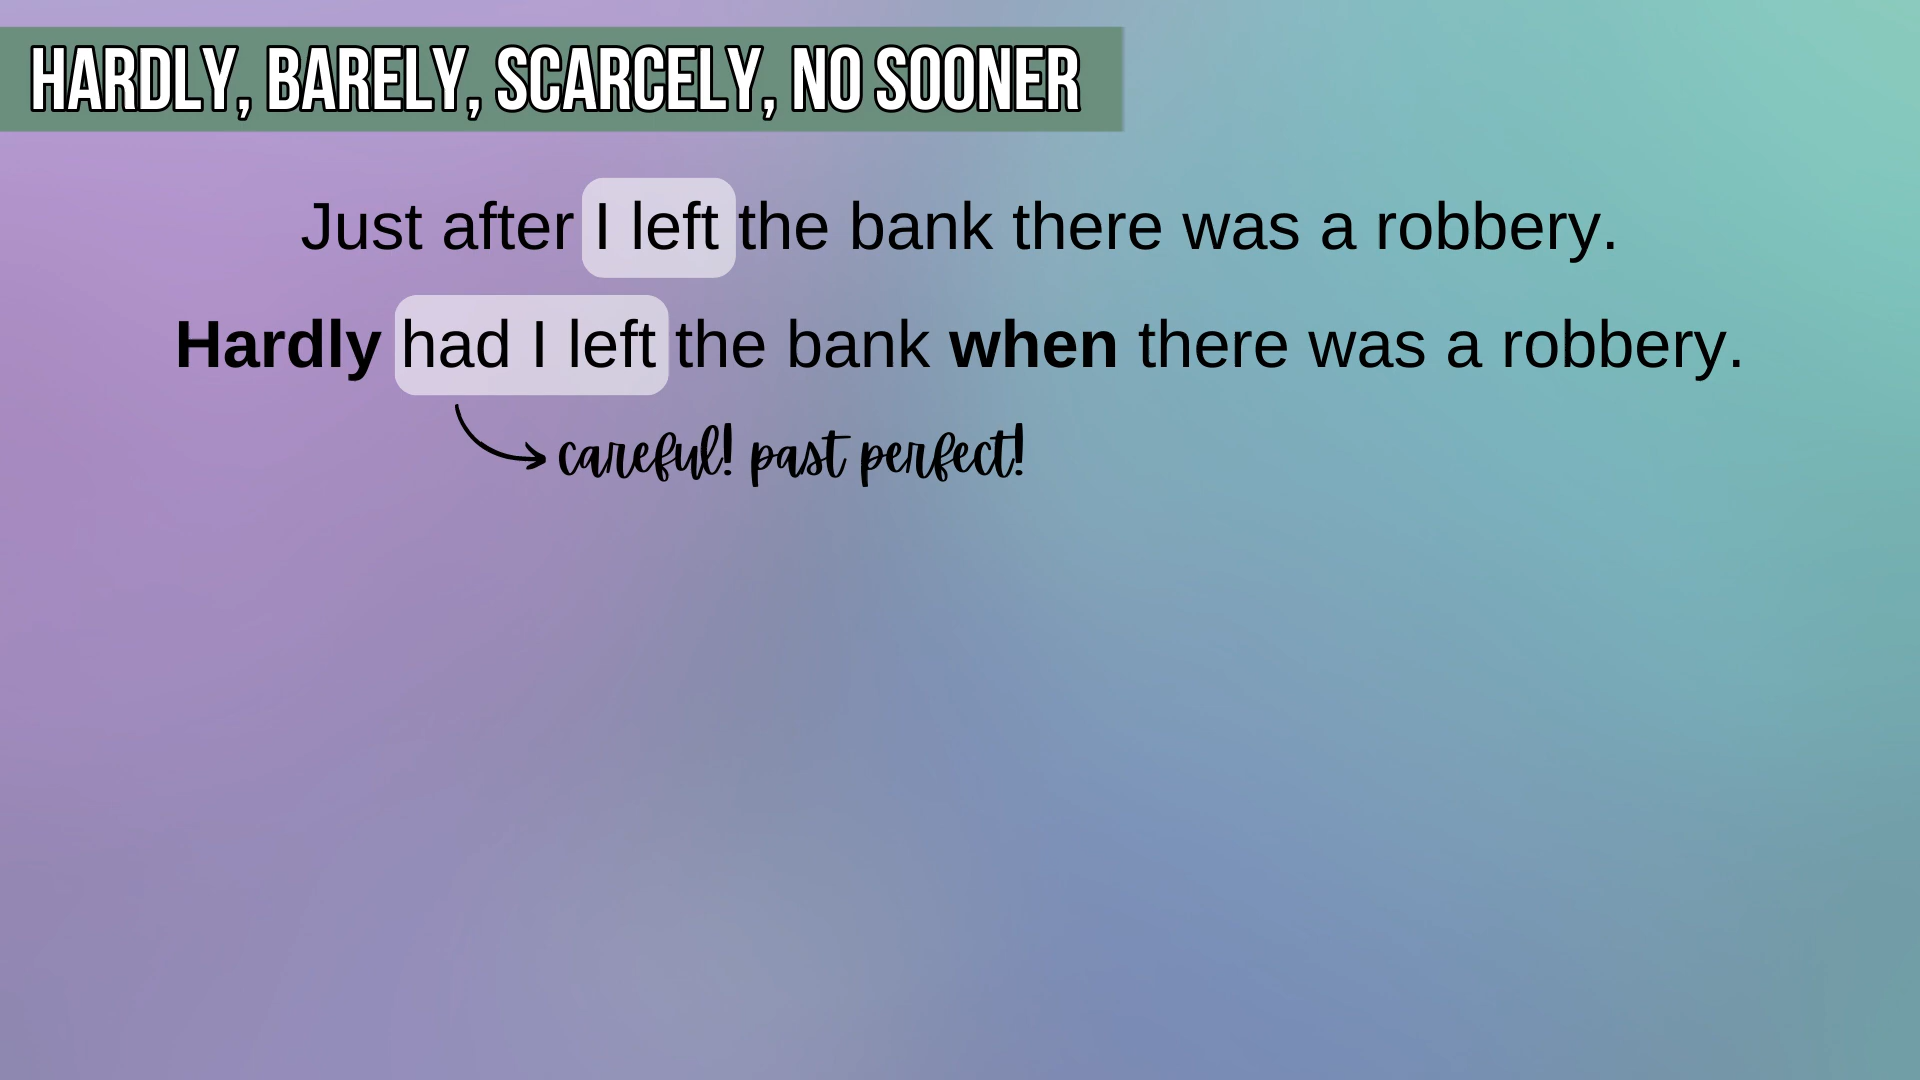 HARDLY, BARELY, SCARCELY, NO SOONER
Just after I left the bank there was a robbery.
Hardly had I left the bank when there was a robbery.
careful! past perfect!